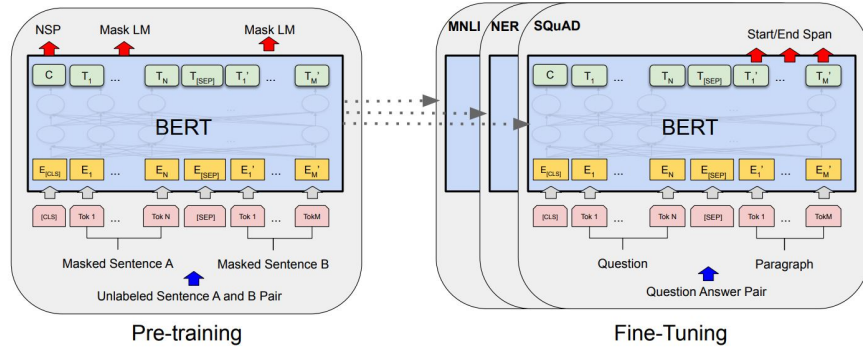 NSP Mask LM Mask LM
C T1 ... TN T[SEP] T1' ... TM'
BERT
E[CLS] E1 ... EN E[SEP] E1' ... EM'
[CLS] Tok 1 ... Tok N [SEP] Tok 1 ... TokM
Masked Sentence A Masked Sentence B
Unlabeled Sentence A and B Pair
Pre-training
MNLI NER SQuAD
Start/End Span
C T1 ... TN T[SEP] T1' ... TM'
BERT
E[CLS] E1 ... EN E[SEP] E1' ... EM'
[CLS] Tok 1 ... Tok N [SEP] Tok 1 ... TokM
Question Paragraph
Question Answer Pair
Fine-Tuning